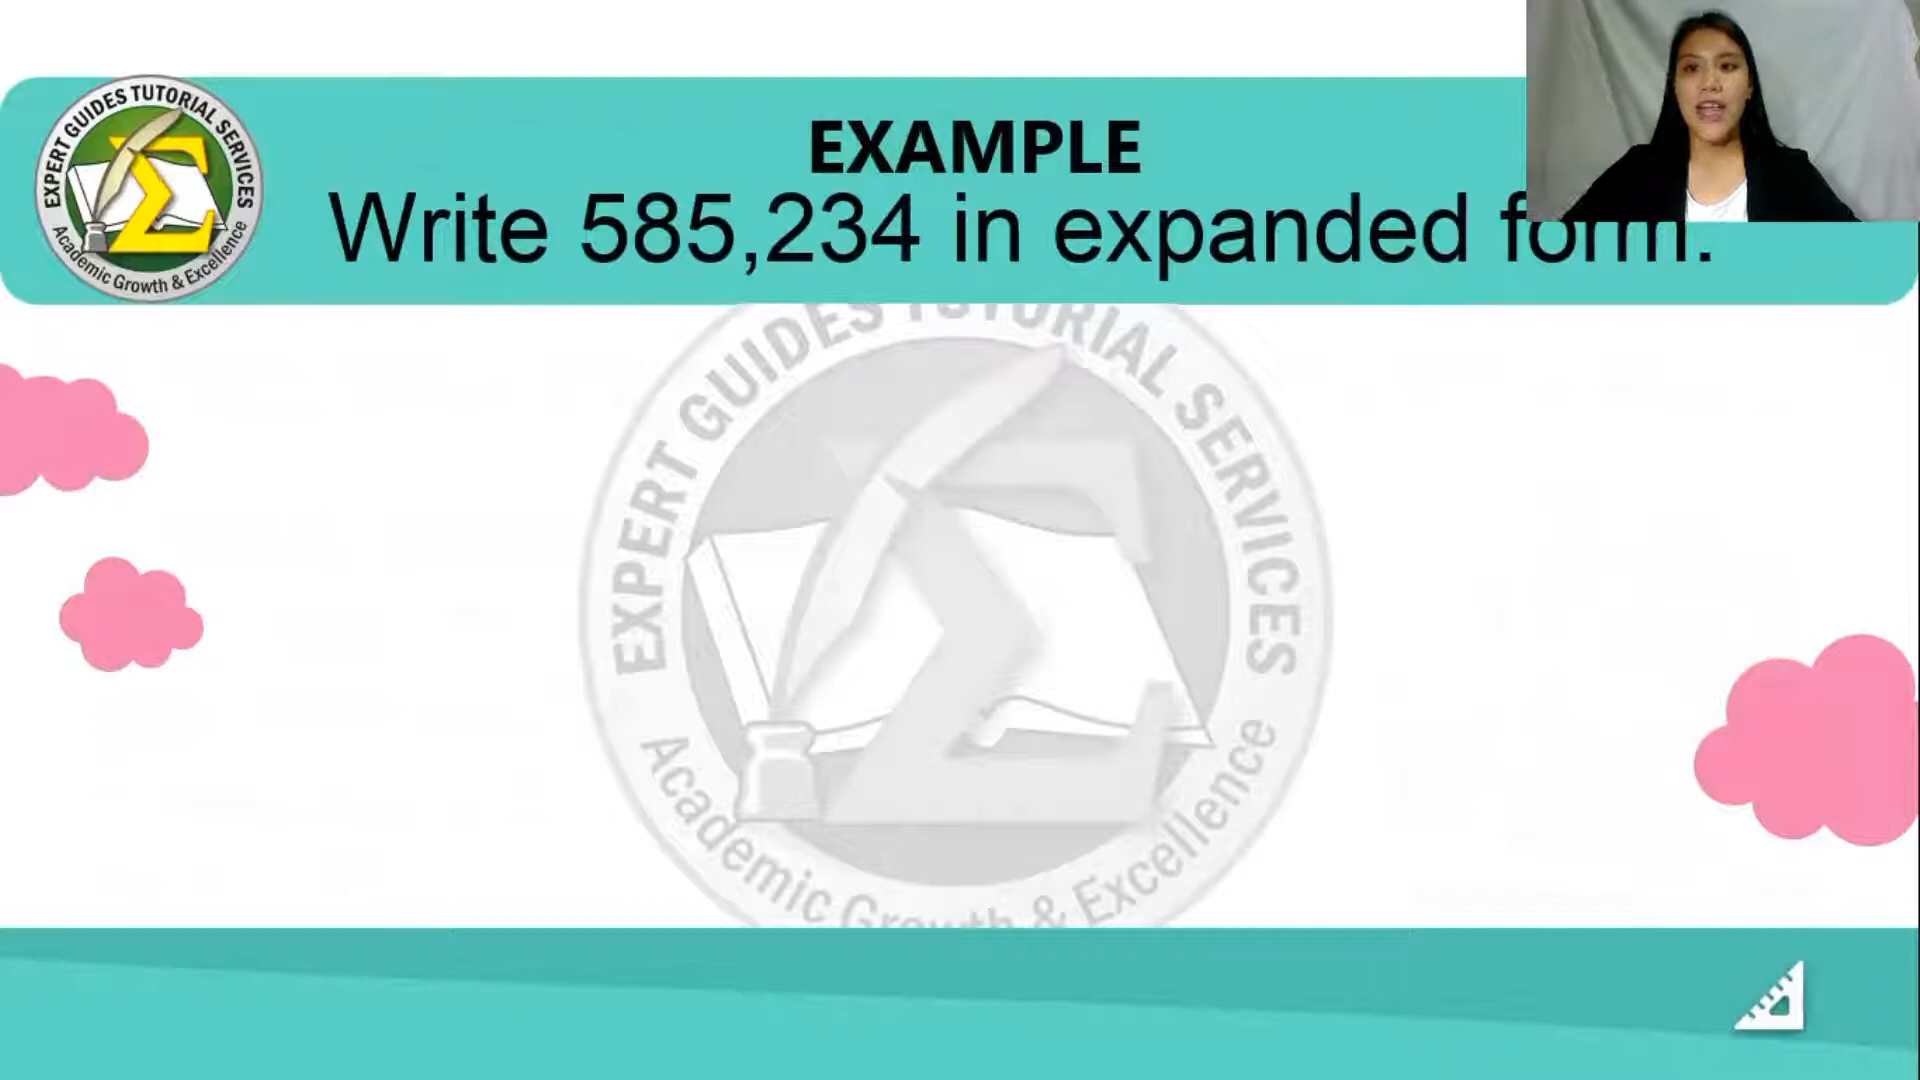 EXPERT GUIDES TUTORIAL SERVICES
Academic Growth & Excellence
EXAMPLE
Write 585,234 in expanded form.
EXPERT GUIDES TUTORIAL SERVICES
Academic Growth & Excellence